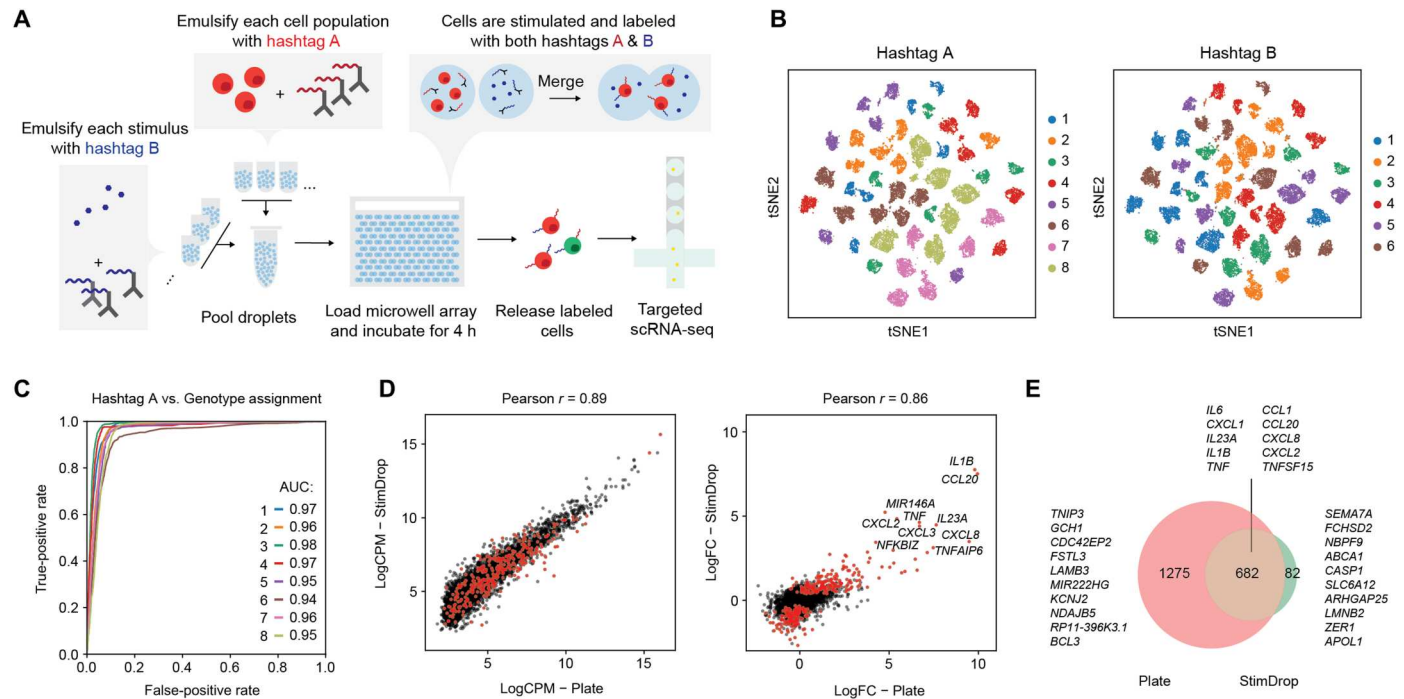 A
Emulsify each cell population
with hashtag A
Cells are stimulated and labeled
with both hashtags A & B
Merge
Emulsify each stimulus
with hashtag B
+
+
...
...
Pool droplets
Load microwell array
and incubate for 4 h
Release labeled
cells
Targeted
scRNA-seq
B
Hashtag A
tSNE2
tSNE1
1
2
3
4
5
6
7
8
Hashtag B
tSNE2
tSNE1
1
2
3
4
5
6
C
Hashtag A vs. Genotype assignment
True-positive rate
1.0
0.8
0.6
0.4
0.2
0.0
0.0 0.2 0.4 0.6 0.8 1.0
False-positive rate
AUC:
1 0.97
2 0.96
3 0.98
4 0.97
5 0.95
6 0.94
7 0.96
8 0.95
D
Pearson r = 0.89
LogCPM – StimDrop
15
10
5
5 10 15
LogCPM – Plate
Pearson r = 0.86
LogFC – StimDrop
10
5
0
0 5 10
LogFC – Plate
IL1B
CCL20
MIR146A
TNF
IL23A
CXCL2
CXCL3
CXCL8
NFKBIZ
TNFAIP6
E
IL6 CCL1
CXCL1 CCL20
IL23A CXCL8
IL1B CXCL2
TNF TNFSF15
TNIP3
GCH1
CDC42EP2
FSTL3
LAMB3
MIR222HG
KCNJ2
NDAJB5
RP11-396K3.1
BCL3
1275
682
82
SEMA7A
FCHSD2
NBPF9
ABCA1
CASP1
SLC6A12
ARHGAP25
LMNB2
ZER1
APOL1
Plate
StimDrop